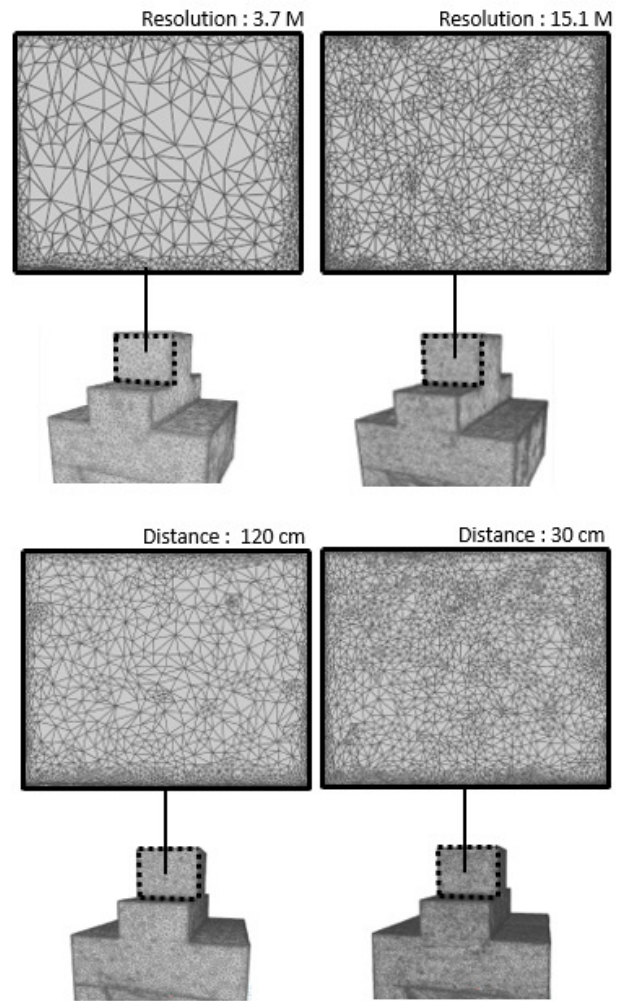 Resolution : 3.7 M
Resolution : 15.1 M
Distance :  120 cm
Distance : 30 cm